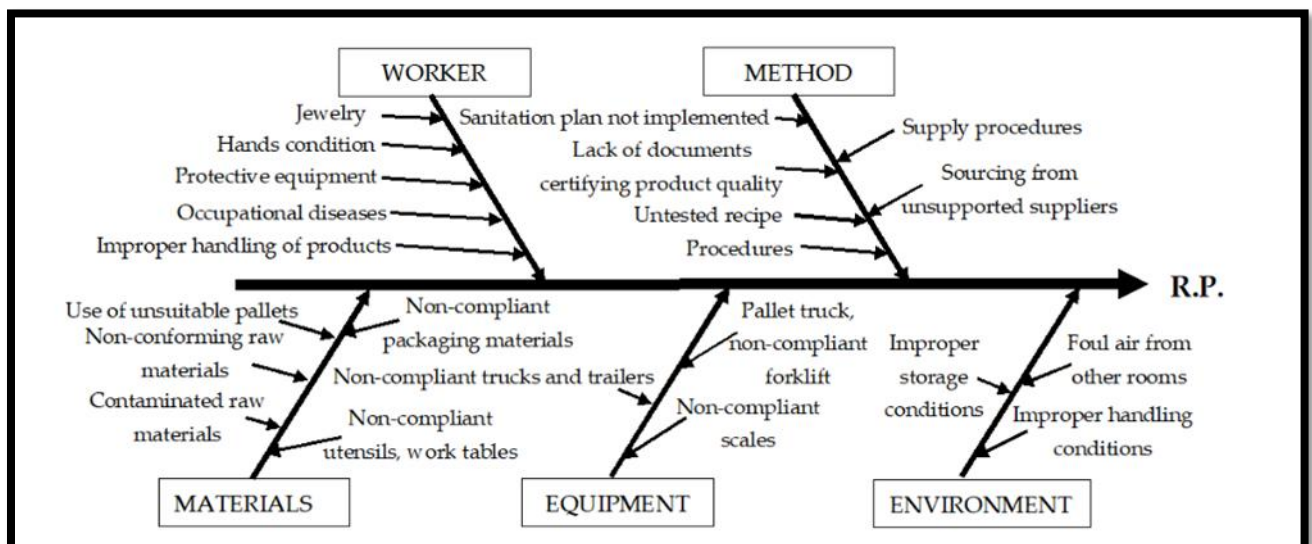 WORKER
METHOD
Jewelry
Hands condition
Protective equipment
Occupational diseases
Improper handling of products
Sanitation plan not implemented
Lack of documents
certifying product quality
Untested recipe
Procedures
Supply procedures
Sourcing from
unsupported suppliers
R.P.
Use of unsuitable pallets
Non-conforming raw
materials
Contaminated raw
materials
Non-compliant
packaging materials
Non-compliant
utensils, work tables
Non-compliant trucks and trailers
Pallet truck,
non-compliant
forklift
Non-compliant
scales
Improper
storage
conditions
Foul air from
other rooms
Improper handling
conditions
MATERIALS
EQUIPMENT
ENVIRONMENT